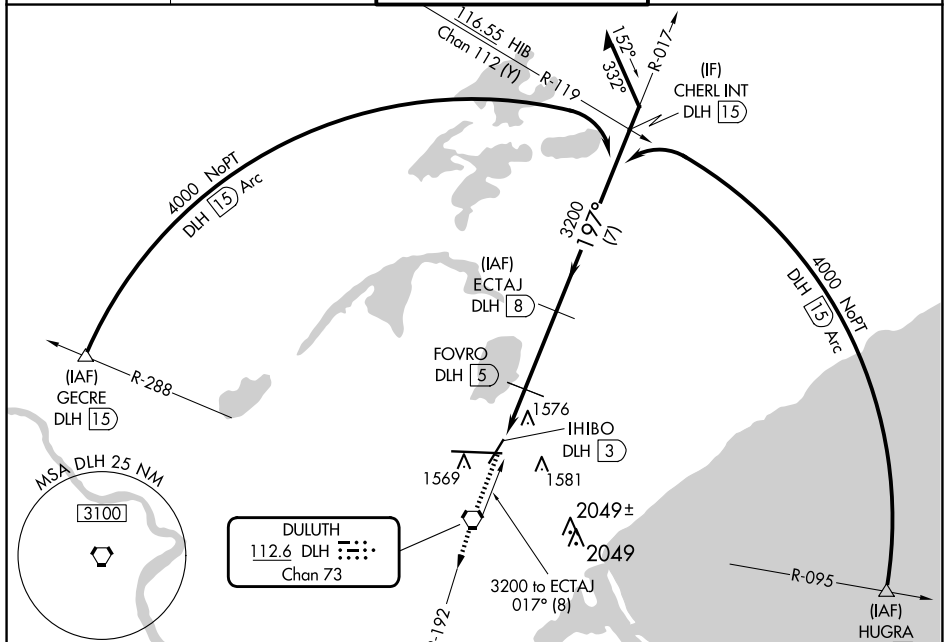 116.55 HIB
Chan 112 (Y)
R-119
152°
332°
R-017
(IF)
CHERL INT
DLH 15
4000 NoPT
DLH 15 Arc
3200
197°
(7)
(IAF)
ECTAJ
DLH 8
4000 NoPT
DLH 15 Arc
FOVRO
DLH 5
(IAF)
GECRE
DLH 15
R-288
1576
IHIBO
DLH 3
1569
1581
MSA DLH 25 NM
3100
2049±
2049
DULUTH
112.6 DLH
Chan 73
3200 to ECTAJ
017° (8)
R-095
(IAF)
HUGRA